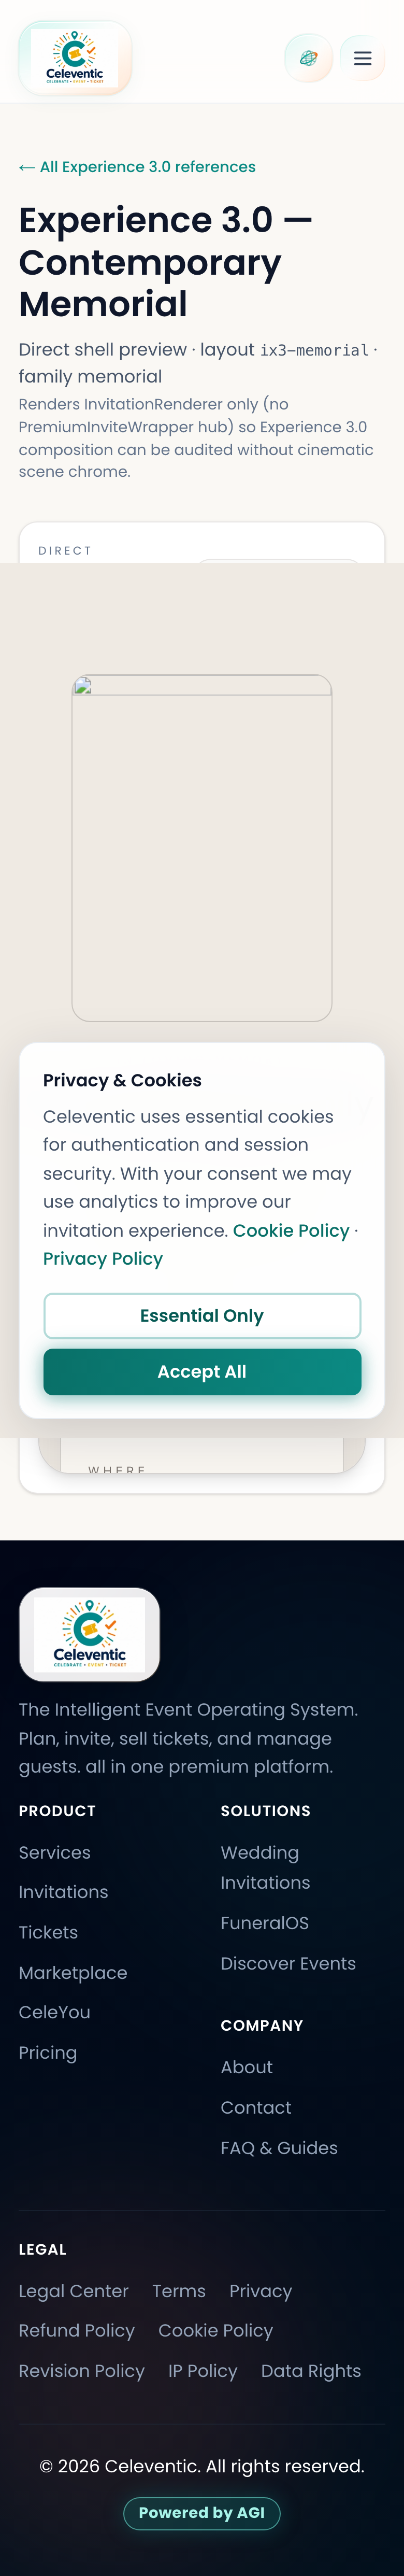 Celeventic
CELEBRATE • EVENT • TICKET
← All Experience 3.0 references
Experience 3.0 —
Contemporary
Memorial
Direct shell preview · layout ix3-memorial ·
family memorial
Renders InvitationRenderer only (no
PremiumInviteWrapper hub) so Experience 3.0
composition can be audited without cinematic
scene chrome.
DIRECT
Privacy & Cookies
Celeventic uses essential cookies
for authentication and session
security. With your consent we may
use analytics to improve our
invitation experience. Cookie Policy ·
Privacy Policy
Essential Only
Accept All
WHERE
Celeventic
CELEBRATE • EVENT • TICKET
The Intelligent Event Operating System.
Plan, invite, sell tickets, and manage
guests. all in one premium platform.
PRODUCT
Services
Invitations
Tickets
Marketplace
CeleYou
Pricing
SOLUTIONS
Wedding
Invitations
FuneralOS
Discover Events
COMPANY
About
Contact
FAQ & Guides
LEGAL
Legal Center Terms Privacy
Refund Policy Cookie Policy
Revision Policy IP Policy Data Rights
© 2026 Celeventic. All rights reserved.
Powered by AGI